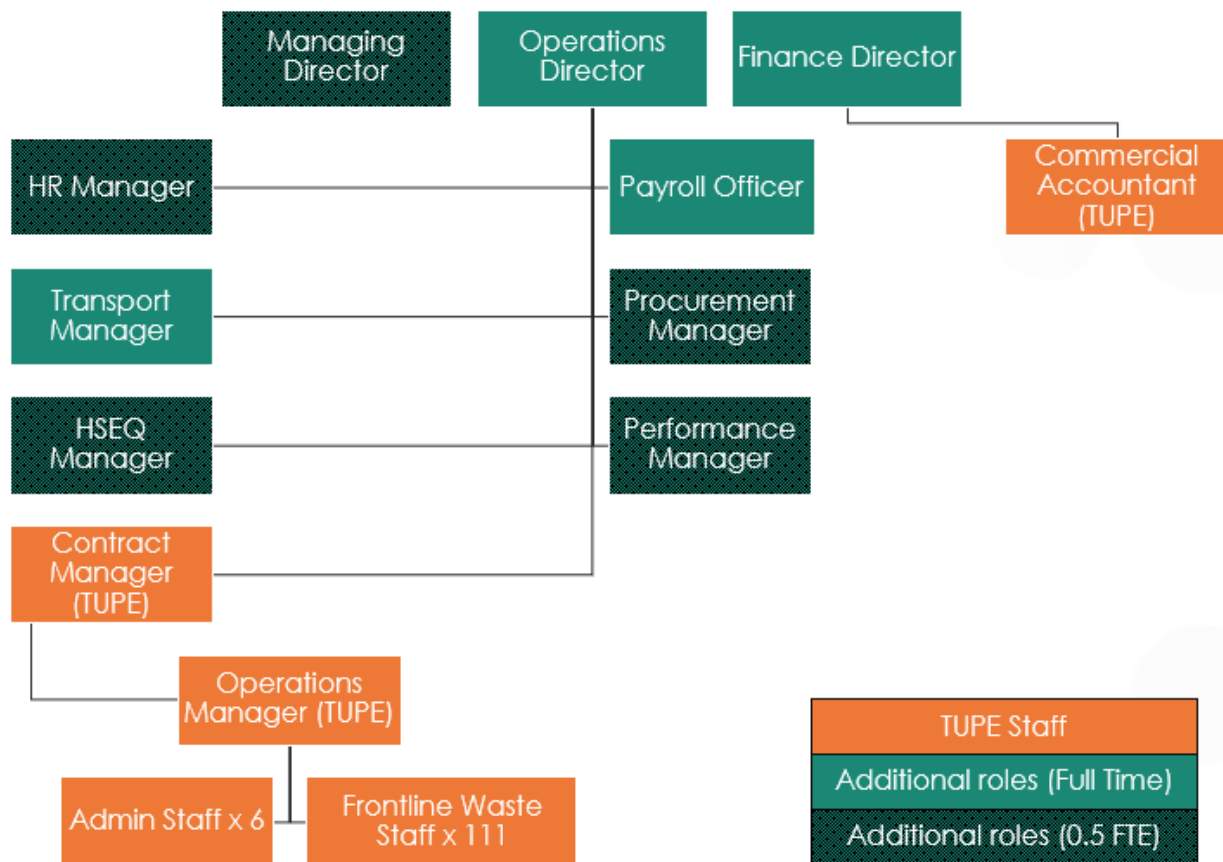 Managing
Director
Operations
Director
Finance Director
HR Manager
Payroll Officer
Commercial
Accountant
(TUPE)
Transport
Manager
Procurement
Manager
HSEQ
Manager
Performance
Manager
Contract
Manager
(TUPE)
Operations
Manager (TUPE)
Admin Staff x 6
Frontline Waste
Staff x 111
TUPE Staff
Additional roles (Full Time)
Additional roles (0.5 FTE)